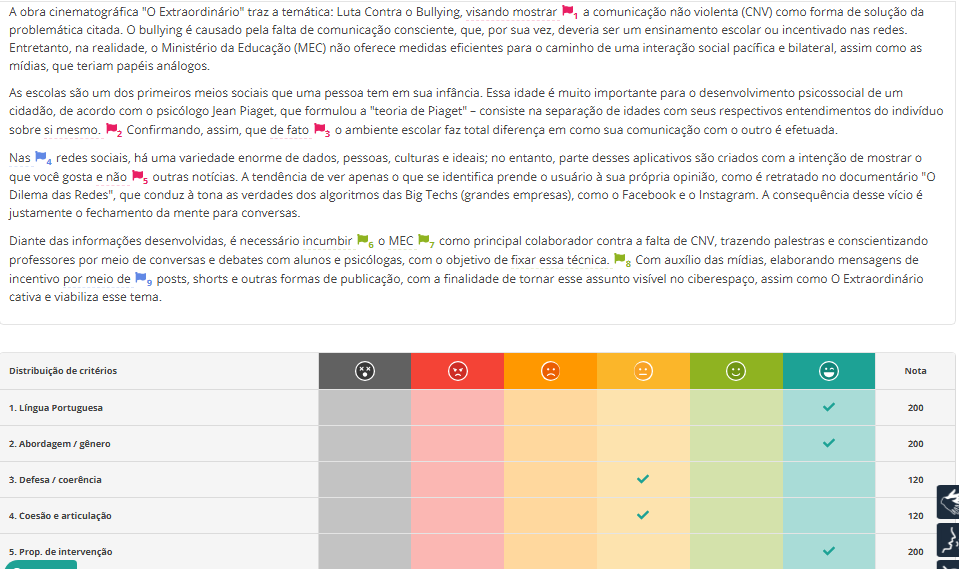 A obra cinematográfica "O Extraordinário" traz a temática: Luta Contra o Bullying, visando mostrar 1 a comunicação não violenta (CNV) como forma de solução da
problemática citada. O bullying é causado pela falta de comunicação consciente, que, por sua vez, deveria ser um ensinamento escolar ou incentivado nas redes.
Entretanto, na realidade, o Ministério da Educação (MEC) não oferece medidas eficientes para o caminho de uma interação social pacífica e bilateral, assim como as
mídias, que teriam papéis análogos.
As escolas são um dos primeiros meios sociais que uma pessoa tem em sua infância. Essa idade é muito importante para o desenvolvimento psicossocial de um
cidadão, de acordo com o psicólogo Jean Piaget, que formulou a "teoria de Piaget" – consiste na separação de idades com seus respectivos entendimentos do indivíduo
sobre si mesmo. 2 Confirmando, assim, que de fato 3 o ambiente escolar faz total diferença em como sua comunicação com o outro é efetuada.
Nas 4 redes sociais, há uma variedade enorme de dados, pessoas, culturas e ideais; no entanto, parte desses aplicativos são criados com a intenção de mostrar o
que você gosta e não 5 outras notícias. A tendência de ver apenas o que se identifica prende o usuário à sua própria opinião, como é retratado no documentário "O
Dilema das Redes", que conduz à tona as verdades dos algoritmos das Big Techs (grandes empresas), como o Facebook e o Instagram. A consequência desse vício é
justamente o fechamento da mente para conversas.
Diante das informações desenvolvidas, é necessário incumbir 6 o MEC 7 como principal colaborador contra a falta de CNV, trazendo palestras e conscientizando
professores por meio de conversas e debates com alunos e psicólogas, com o objetivo de fixar essa técnica. 8 Com auxílio das mídias, elaborando mensagens de
incentivo por meio de 9 posts, shorts e outras formas de publicação, com a finalidade de tornar esse assunto visível no ciberespaço, assim como O Extraordinário
cativa e viabiliza esse tema.
Distribuição de critérios Nota
1. Língua Portuguesa 200
2. Abordagem / gênero 200
3. Defesa / coerência 120
4. Coesão e articulação 120
5. Prop. de intervenção 200